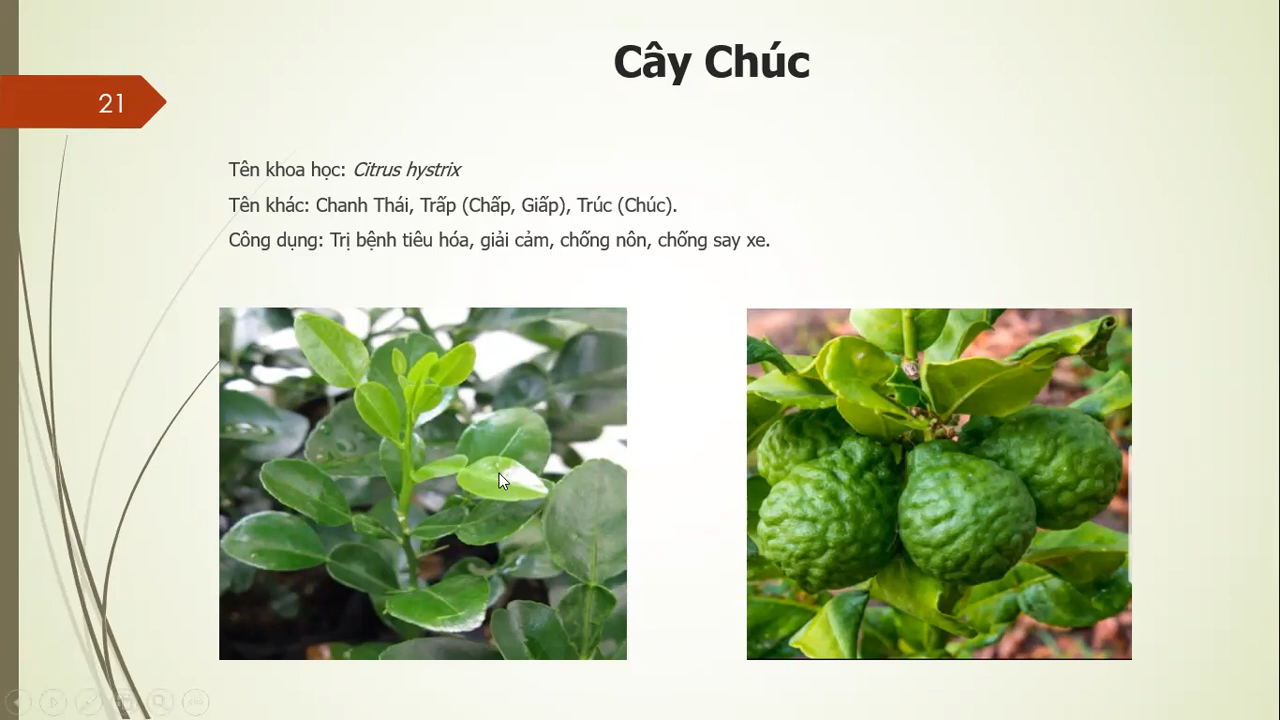 Cây Chúc
21
Tên khoa học: Citrus hystrix
Tên khác: Chanh Thái, Trấp (Chấp, Giấp), Trúc (Chúc).
Công dụng: Trị bệnh tiêu hóa, giải cảm, chống nôn, chống say xe.